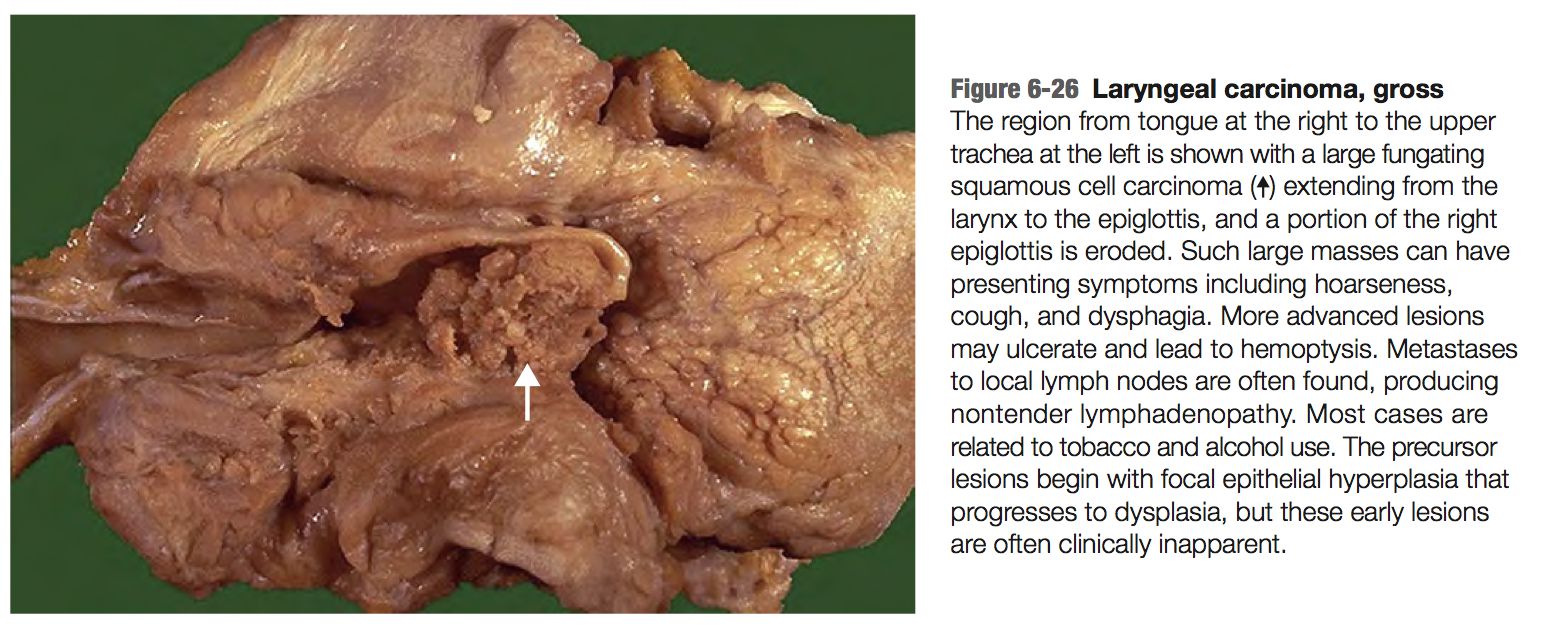 Figure 6-26 Laryngeal carcinoma, gross
The region from tongue at the right to the upper
trachea at the left is shown with a large fungating
squamous cell carcinoma (↑) extending from the
larynx to the epiglottis, and a portion of the right
epiglottis is eroded. Such large masses can have
presenting symptoms including hoarseness,
cough, and dysphagia. More advanced lesions
may ulcerate and lead to hemoptysis. Metastases
to local lymph nodes are often found, producing
nontender lymphadenopathy. Most cases are
related to tobacco and alcohol use. The precursor
lesions begin with focal epithelial hyperplasia that
progresses to dysplasia, but these early lesions
are often clinically inapparent.